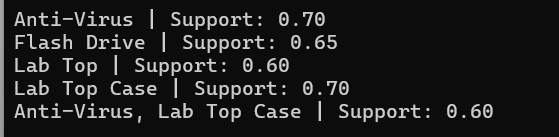 Anti-Virus | Support: 0.70
Flash Drive | Support: 0.65
Lab Top | Support: 0.60
Lab Top Case | Support: 0.70
Anti-Virus, Lab Top Case | Support: 0.60